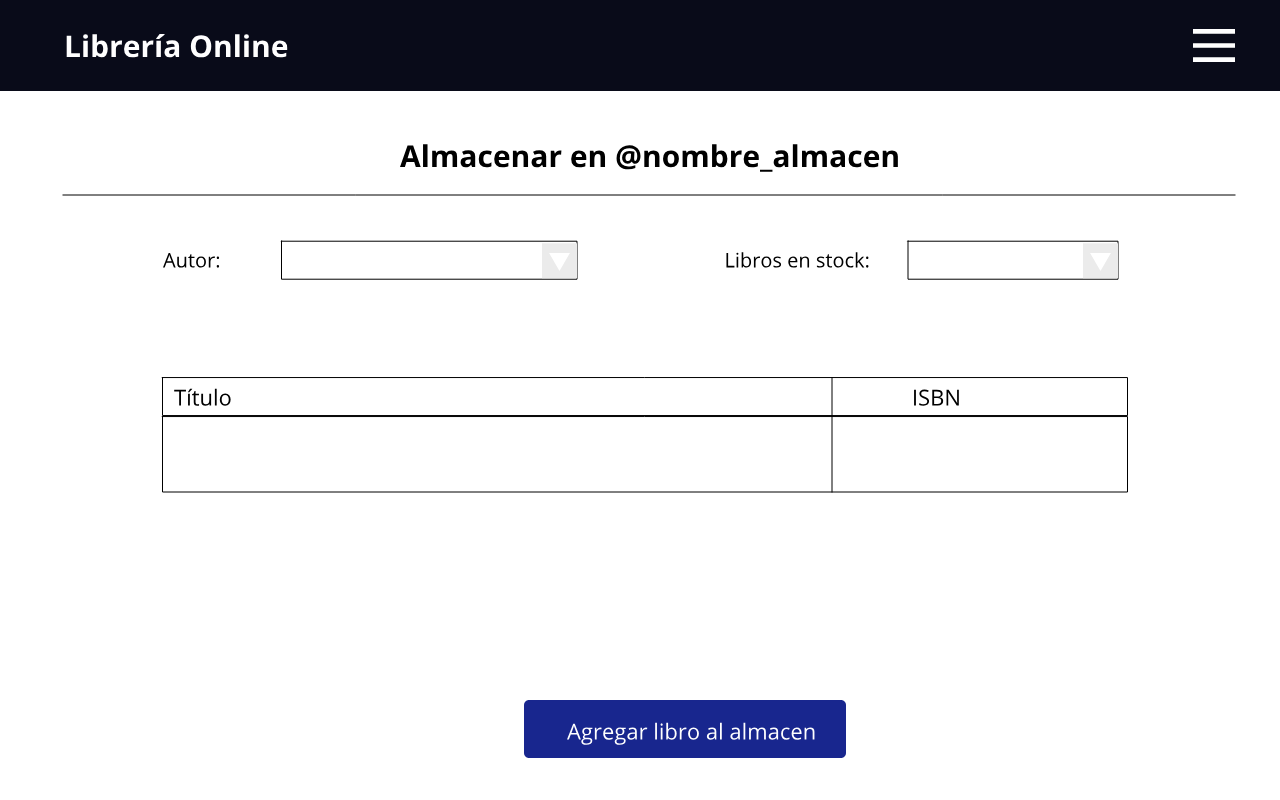 Librería Online
Almacenar en @nombre_almacen
Autor:
Libros en stock:
Título
ISBN
Agregar libro al almacen